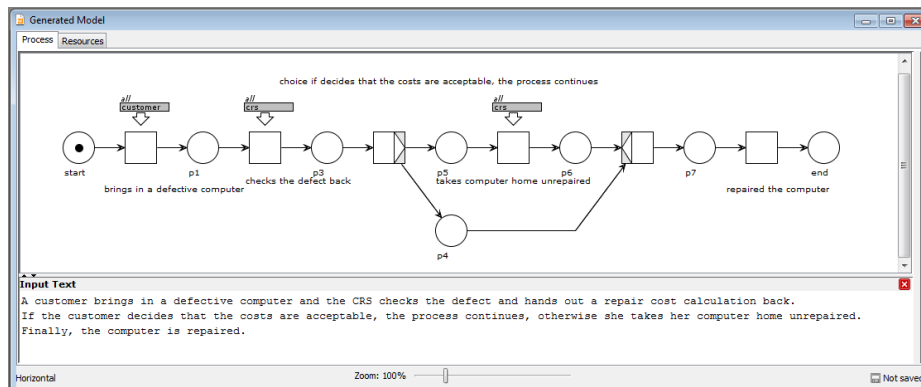 Generated Model
Process Resources
choice if decides that the costs are acceptable, the process continues
all all all
customer crs crs
start p1 p3 p5 p6 p7 end
brings in a defective computer checks the defect back takes computer home unrepaired repaired the computer
p4
Input Text
A customer brings in a defective computer and the CRS checks the defect and hands out a repair cost calculation back.
If the customer decides that the costs are acceptable, the process continues, otherwise she takes her computer home unrepaired.
Finally, the computer is repaired.
Horizontal Zoom: 100% Not saved